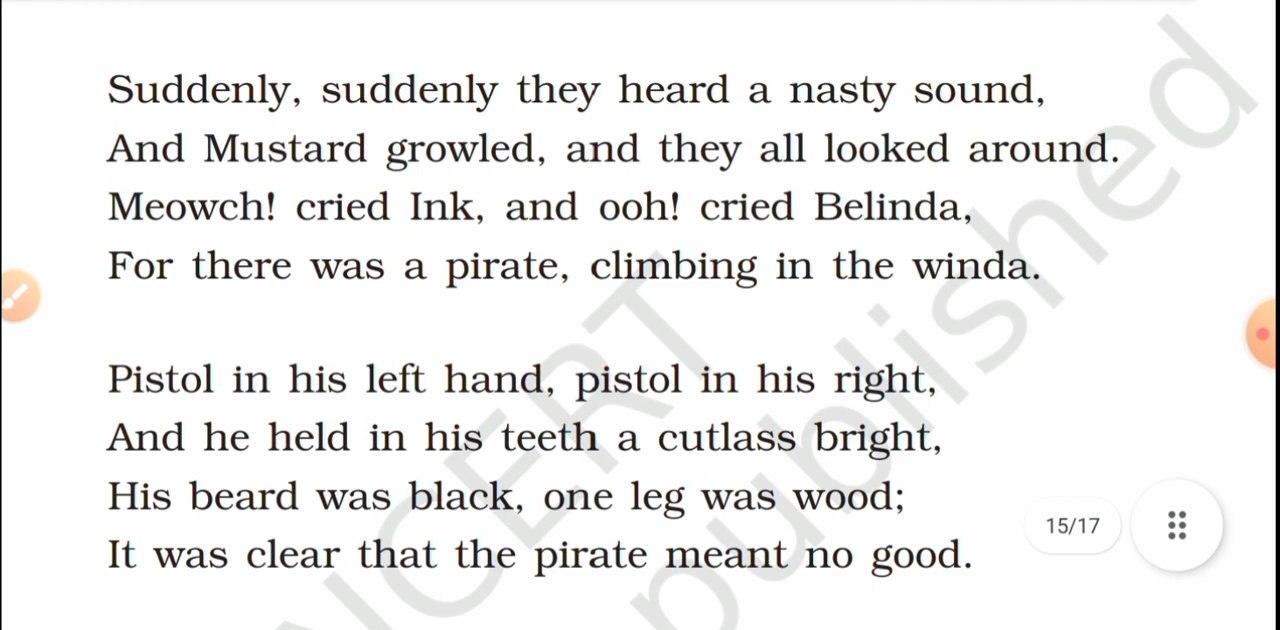 Suddenly, suddenly they heard a nasty sound,
And Mustard growled, and they all looked around.
Meowch! cried Ink, and ooh! cried Belinda,
For there was a pirate, climbing in the winda.
Pistol in his left hand, pistol in his right,
And he held in his teeth a cutlass bright,
His beard was black, one leg was wood;
It was clear that the pirate meant no good.
15/17
NCERT
published